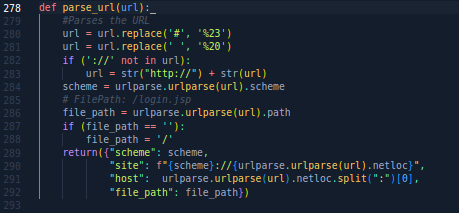 278 def parse_url(url):_
279     #Parses the URL
280     url = url.replace('#', '%23')
281     url = url.replace(' ', '%20')
282     if ('://' not in url):
283         url = str("http://") + str(url)
284     scheme = urlparse.urlparse(url).scheme
285     # FilePath: /login.jsp
286     file_path = urlparse.urlparse(url).path
287     if (file_path == ''):
288         file_path = '/'
289     return({"scheme": scheme,
290             "site": f"{scheme}://{urlparse.urlparse(url).netloc}",
291             "host":  urlparse.urlparse(url).netloc.split(":")[0],
292             "file_path": file_path})
293